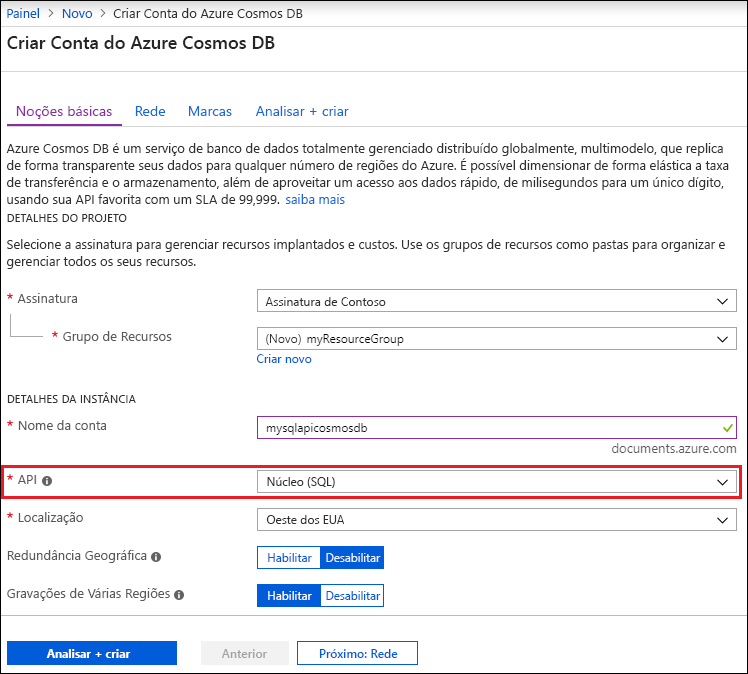 Painel > Novo > Criar Conta do Azure Cosmos DB
Criar Conta do Azure Cosmos DB
Noções básicas Rede Marcas Analisar + criar
Azure Cosmos DB é um serviço de banco de dados totalmente gerenciado distribuído globalmente, multimodelo, que replica
de forma transparente seus dados para qualquer número de regiões do Azure. É possível dimensionar de forma elástica a taxa
de transferência e o armazenamento, além de aproveitar um acesso aos dados rápido, de milisegundos para um único dígito,
usando sua API favorita com um SLA de 99,999. saiba mais
DETALHES DO PROJETO
Selecione a assinatura para gerenciar recursos implantados e custos. Use os grupos de recursos como pastas para organizar e
gerenciar todos os seus recursos.
* Assinatura Assinatura de Contoso
* Grupo de Recursos (Novo) myResourceGroup
Criar novo
DETALHES DA INSTÂNCIA
* Nome da conta mysqlapicosmosdb
documents.azure.com
* API Núcleo (SQL)
* Localização Oeste dos EUA
Redundância Geográfica Habilitar Desabilitar
Gravações de Várias Regiões Habilitar Desabilitar
Analisar + criar Anterior Próximo: Rede